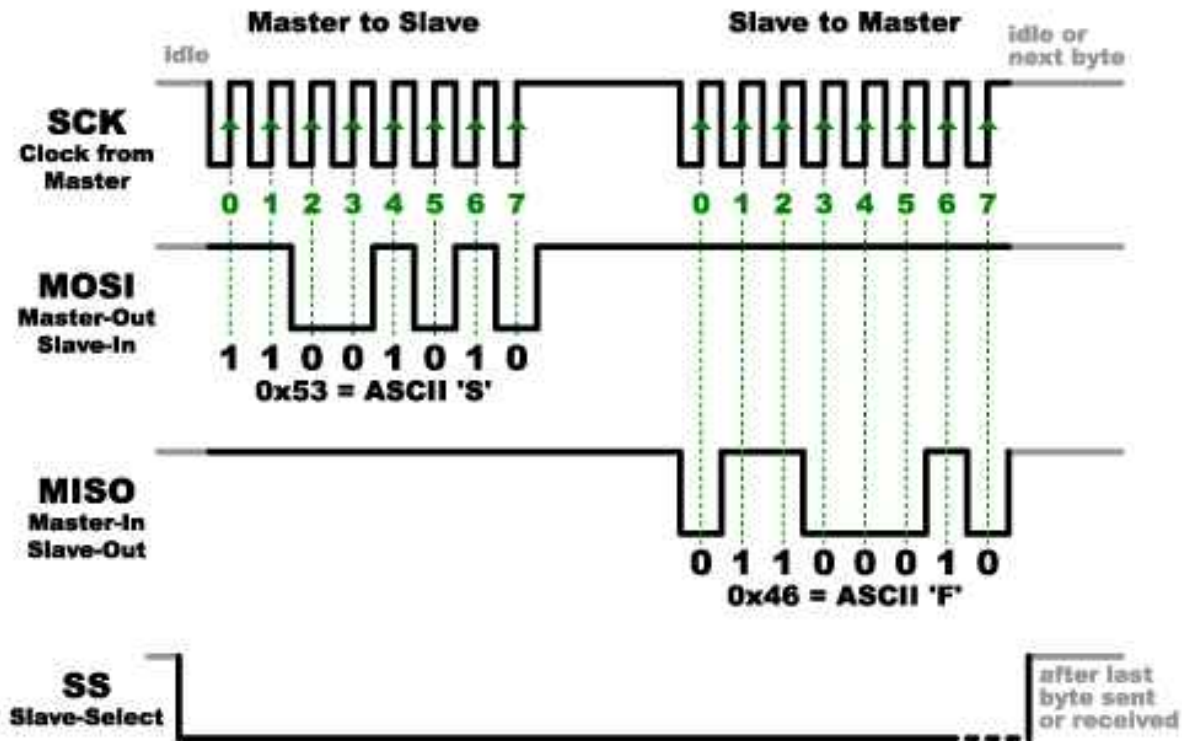 Master to Slave
Slave to Master
idle
idle or
next byte
SCK
Clock from
Master
0 1 2 3 4 5 6 7
0 1 2 3 4 5 6 7
MOSI
Master-Out
Slave-In
1 1 0 0 1 0 1 0
0x53 = ASCII 'S'
MISO
Master-In
Slave-Out
0 1 1 0 0 0 1 0
0x46 = ASCII 'F'
SS
Slave-Select
after last
byte sent
or received